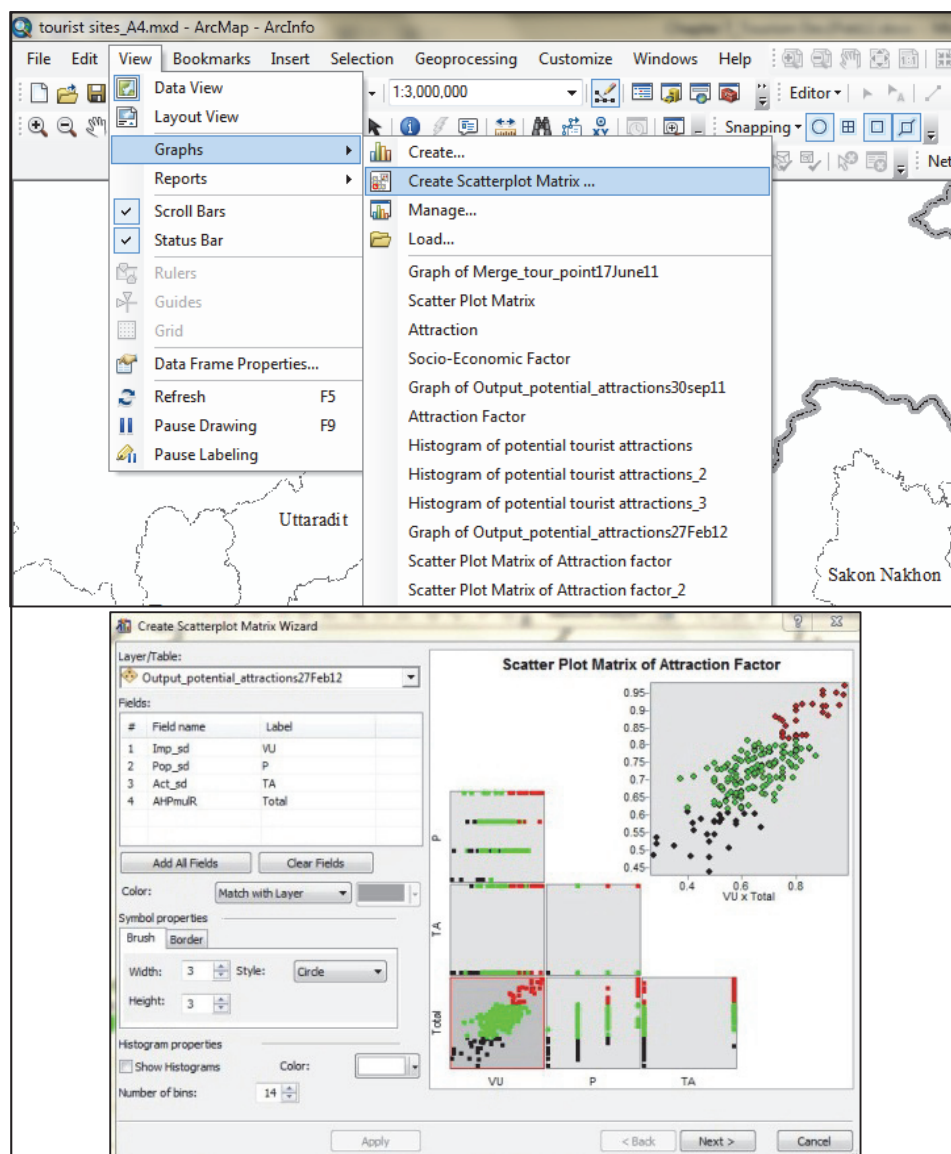 tourist sites_A4.mxd - ArcMap - ArcInfo
File Edit View Bookmarks Insert Selection Geoprocessing Customize Windows Help
1:3,000,000 Editor
Snapping
Net
Data View
Layout View
Graphs
Reports
Scroll Bars
Status Bar
Rulers
Guides
Grid
Data Frame Properties...
Refresh F5
Pause Drawing F9
Pause Labeling
Create...
Create Scatterplot Matrix ...
Manage...
Load...
Graph of Merge_tour_point17June11
Scatter Plot Matrix
Attraction
Socio-Economic Factor
Graph of Output_potential_attractions30sep11
Attraction Factor
Histogram of potential tourist attractions
Histogram of potential tourist attractions_2
Histogram of potential tourist attractions_3
Graph of Output_potential_attractions27Feb12
Scatter Plot Matrix of Attraction factor
Scatter Plot Matrix of Attraction factor_2
Uttaradit
Sakon Nakhon
Create Scatterplot Matrix Wizard
Layer/Table:
Output_potential_attractions27Feb12
Fields:
# Field name Label
1 Imp_sd VU
2 Pop_sd P
3 Act_sd TA
4 AHPmulR Total
Add All Fields Clear Fields
Color: Match with Layer
Symbol properties
Brush Border
Width: 3 Style: Circle
Height: 3
Histogram properties
Show Histograms Color:
Number of bins: 14
Scatter Plot Matrix of Attraction Factor
0.95
0.9
0.85
0.8
0.75
0.7
0.65
0.6
0.55
0.5
0.45
0.4 0.6 0.8
VU x Total
P
TA
Total
VU P TA
Apply < Back Next > Cancel